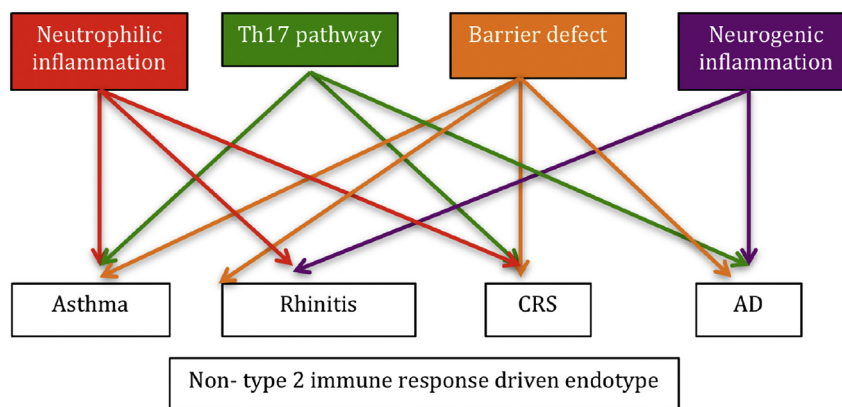 Neutrophilic
inflammation
Th17 pathway
Barrier defect
Neurogenic
inflammation
Asthma
Rhinitis
CRS
AD
Non- type 2 immune response driven endotype